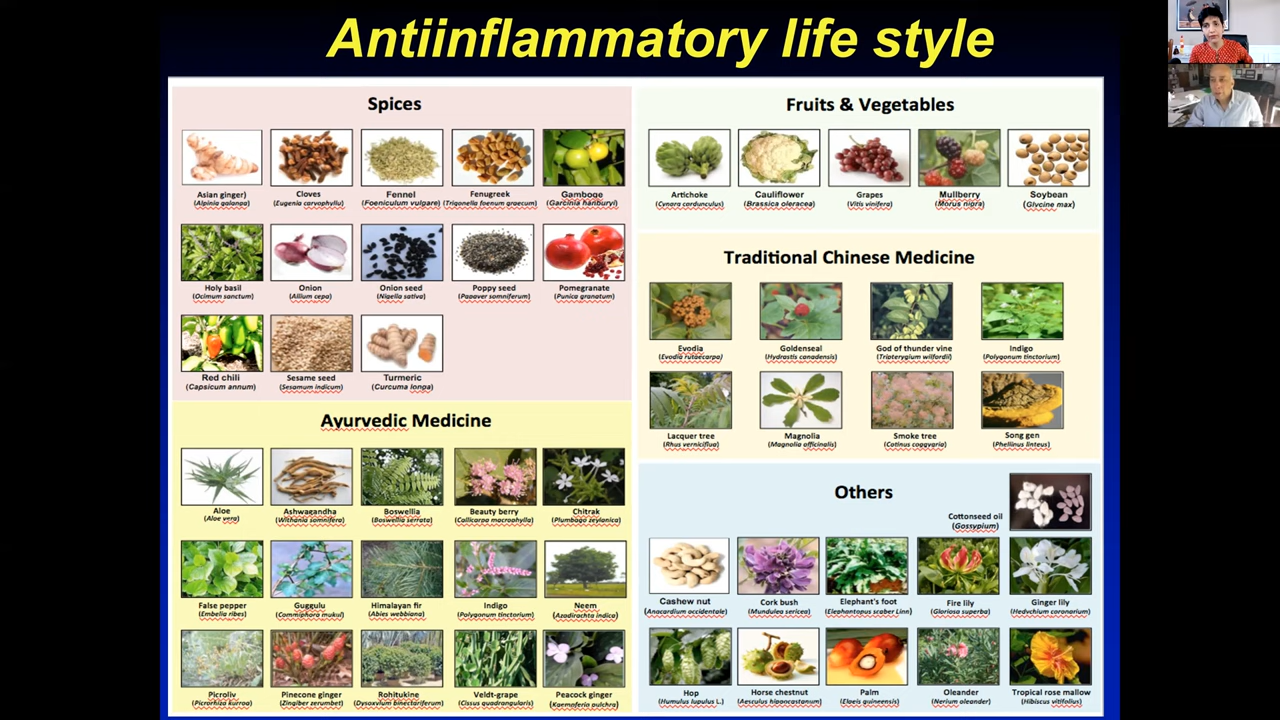 Antiinflammatory life style
Spices
Asian ginger)
(Alpinia galanga)
Cloves
(Eugenia caryophyllu)
Fennel
(Foeniculum vulgare)
Fenugreek
(Trigonella foenum graecum)
Gamboge
(Garcinia hanburyi)
Holy basil
(Ocimum sanctum)
Onion
(Allium cepa)
Onion seed
(Nigella sativa)
Poppy seed
(Papaver somniferum)
Pomegranate
(Punica granatum)
Red chili
(Capsicum annum)
Sesame seed
(Sesamum indicum)
Turmeric
(Curcuma longa)
Ayurvedic Medicine
Aloe
(Aloe vera)
Ashwagandha
(Withania somnifera)
Boswellia
(Boswellia serrata)
Beauty berry
(Callicarpa macrophylla)
Chitrak
(Plumbago zeylanica)
False pepper
(Embelia ribes)
Guggulu
(Commiphora mukul)
Himalayan fir
(Abies webbiana)
Indigo
(Polygonum tinctorium)
Neem
(Azadirachta indica)
Picroliv
(Picrorhiza kurroa)
Pinecone ginger
(Zingiber zerumbet)
Rohitukine
(Dysoxylum binectariferum)
Veldt-grape
(Cissus quadrangularis)
Peacock ginger
(Kaemoferia pulchra)
Fruits & Vegetables
Artichoke
(Cynara cardunculus)
Cauliflower
(Brassica oleracea)
Grapes
(Vitis vinifera)
Mullberry
(Morus nigra)
Soybean
(Glycine max)
Traditional Chinese Medicine
Evodia
(Evodia rutaecarpa)
Goldenseal
(Hydrastis canadensis)
God of thunder vine
(Tripterygium wilfordii)
Indigo
(Polygonum tinctorium)
Lacquer tree
(Rhus verniciflua)
Magnolia
(Magnolia officinalis)
Smoke tree
(Cotinus coggyaria)
Song gen
(Phellinus linteus)
Others
Cottonseed oil
(Gossypium)
Cashew nut
(Anacardium occidentale)
Cork bush
(Mundulea sericea)
Elephant's foot
(Elephantopus scaber Linn)
Fire lily
(Gloriosa superba)
Ginger lily
(Hedychium coronarium)
Hop
(Humulus lupulus L.)
Horse chestnut
(Aesculus hippocastanum)
Palm
(Elaeis guineensis)
Oleander
(Nerium oleander)
Tropical rose mallow
(Hibiscus vitifolius)